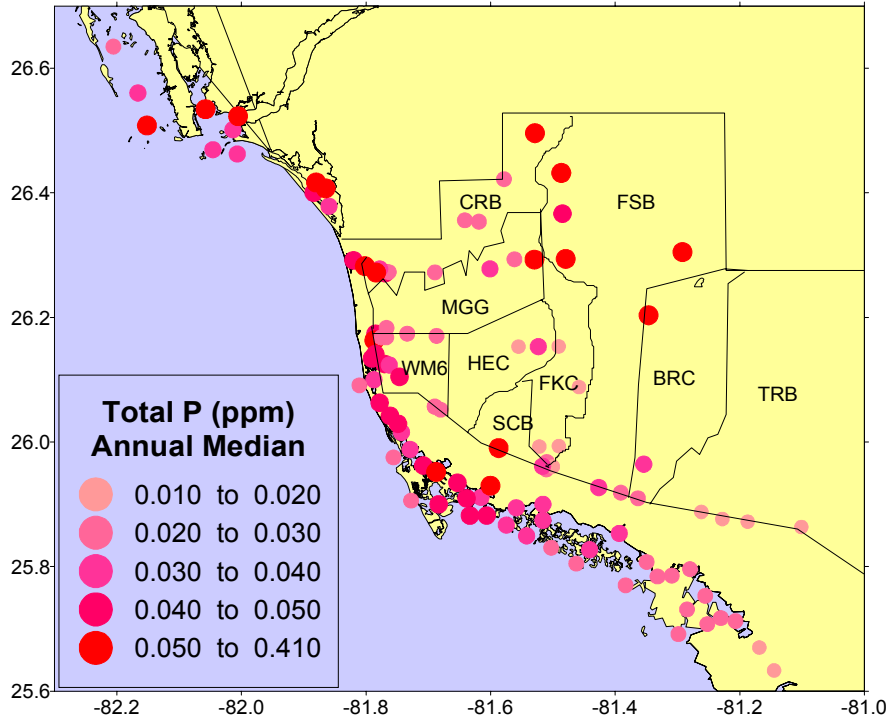 26.6
26.4
26.2
26.0
25.8
25.6
CRB
FSB
MGG
WM6
HEC
FKC
BRC
TRB
SCB
Total P (ppm)
Annual Median
0.010 to 0.020
0.020 to 0.030
0.030 to 0.040
0.040 to 0.050
0.050 to 0.410
-82.2 -82.0 -81.8 -81.6 -81.4 -81.2 -81.0